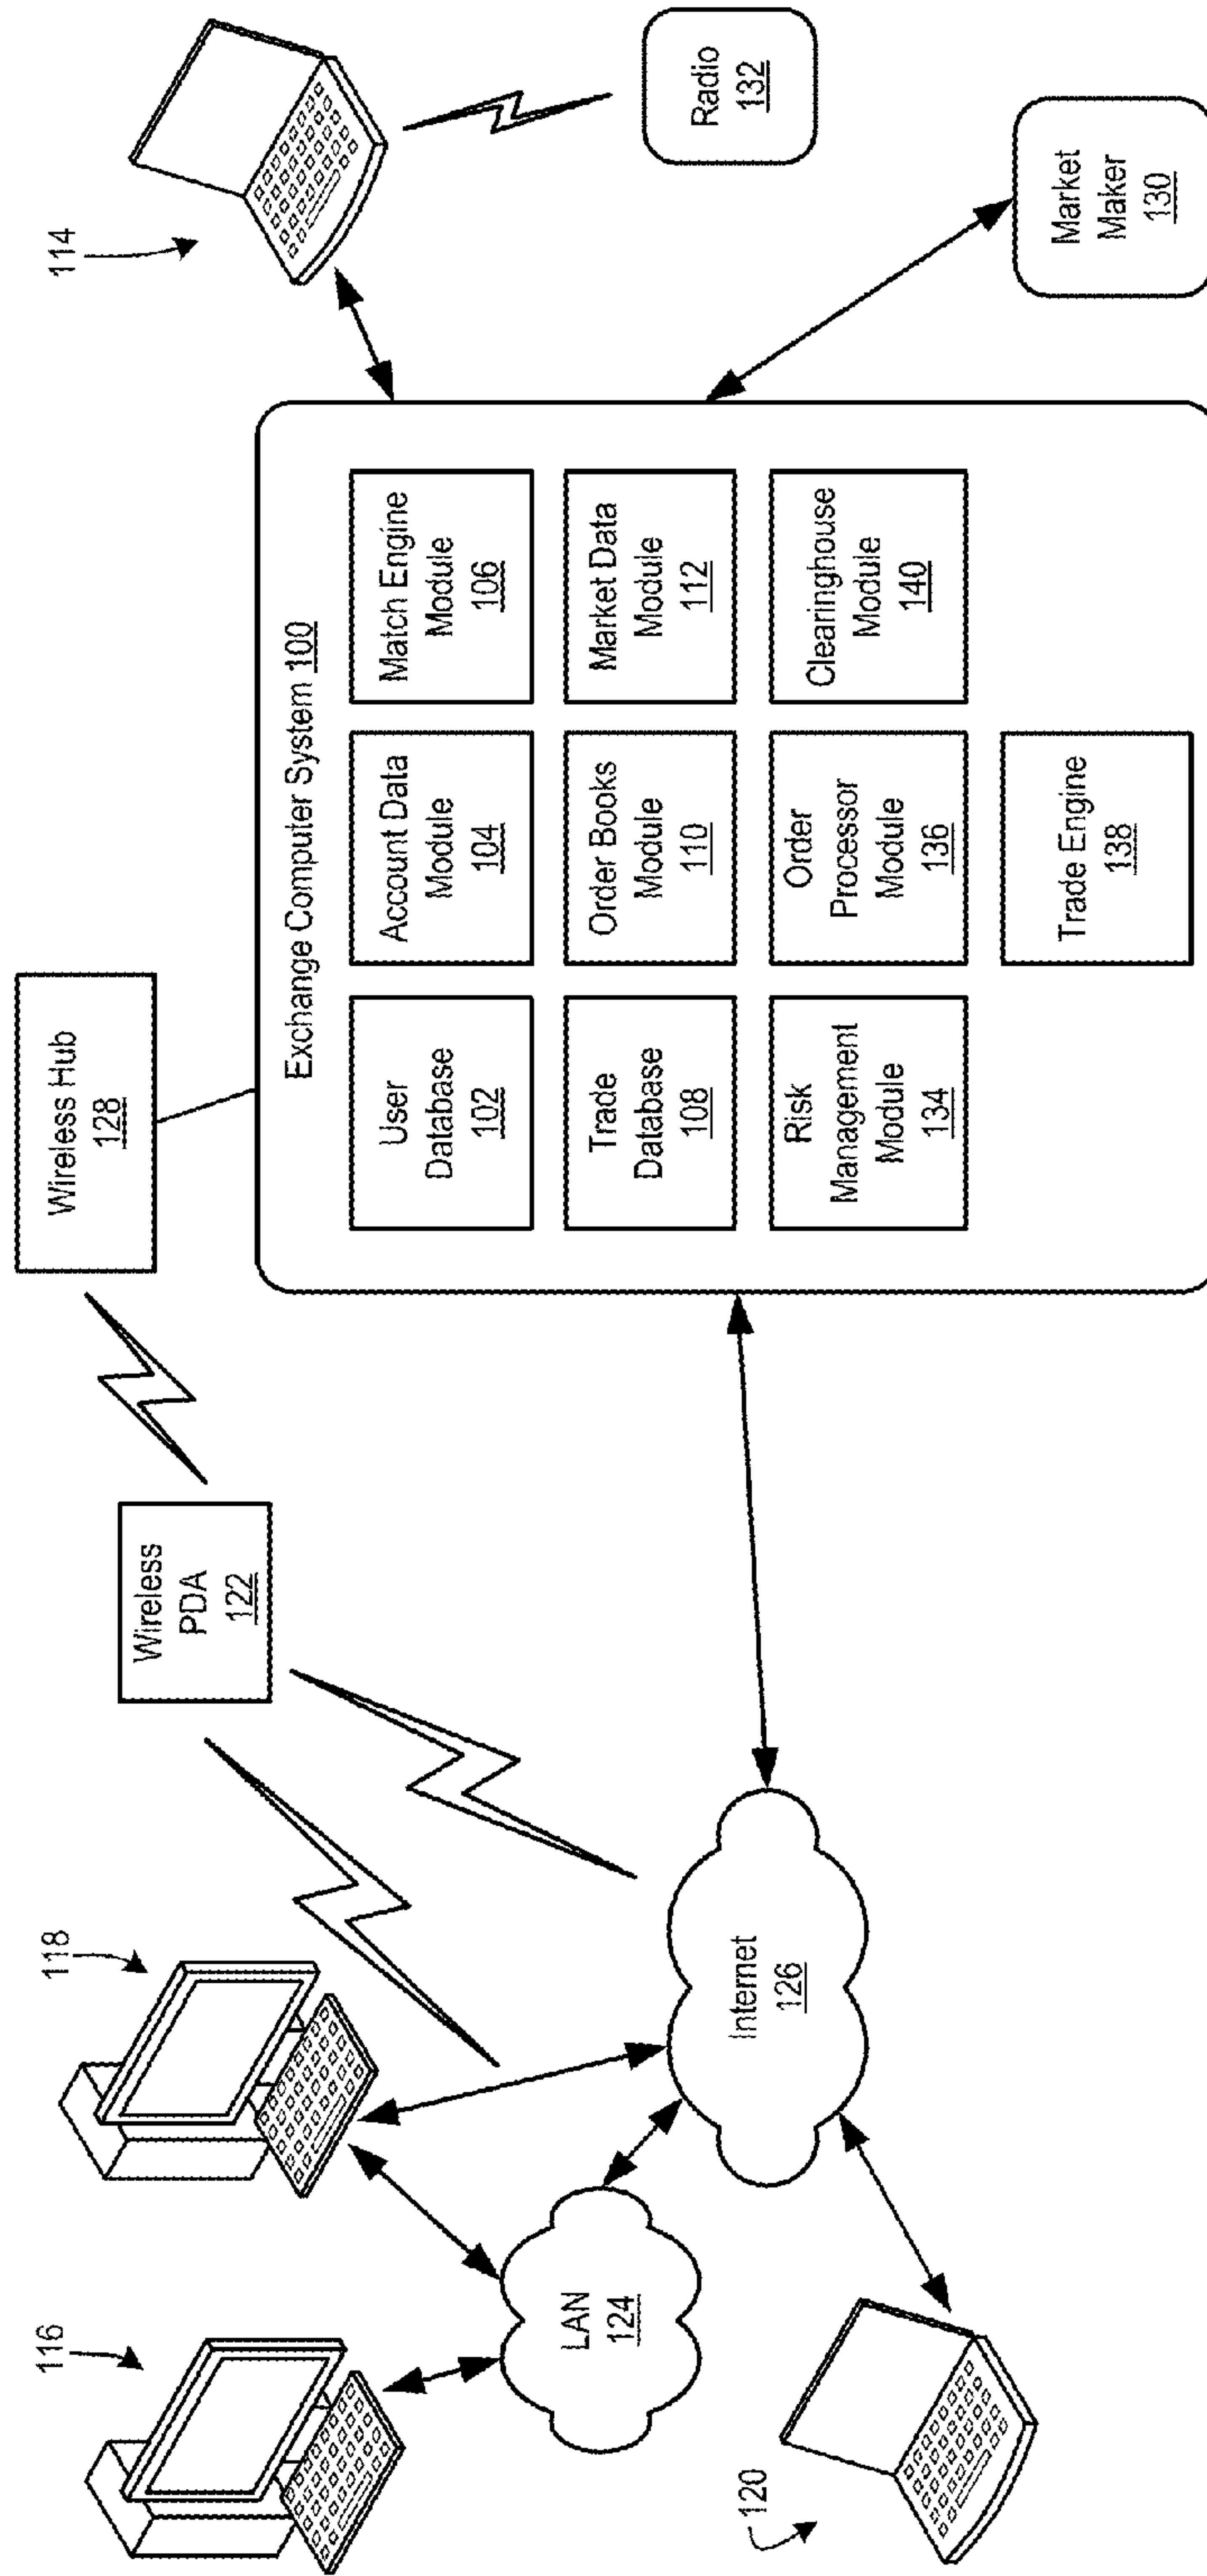 116
118
Wireless
PDA
122
Wireless Hub
128
114
LAN
124
Internet
126
120
Exchange Computer System 100
User
Database
102
Account Data
Module
104
Match Engine
Module
106
Trade
Database
108
Order Books
Module
110
Market Data
Module
112
Risk
Management
Module
134
Order
Processor
Module
136
Clearinghouse
Module
140
Trade Engine
138
Radio
132
Market
Maker
130